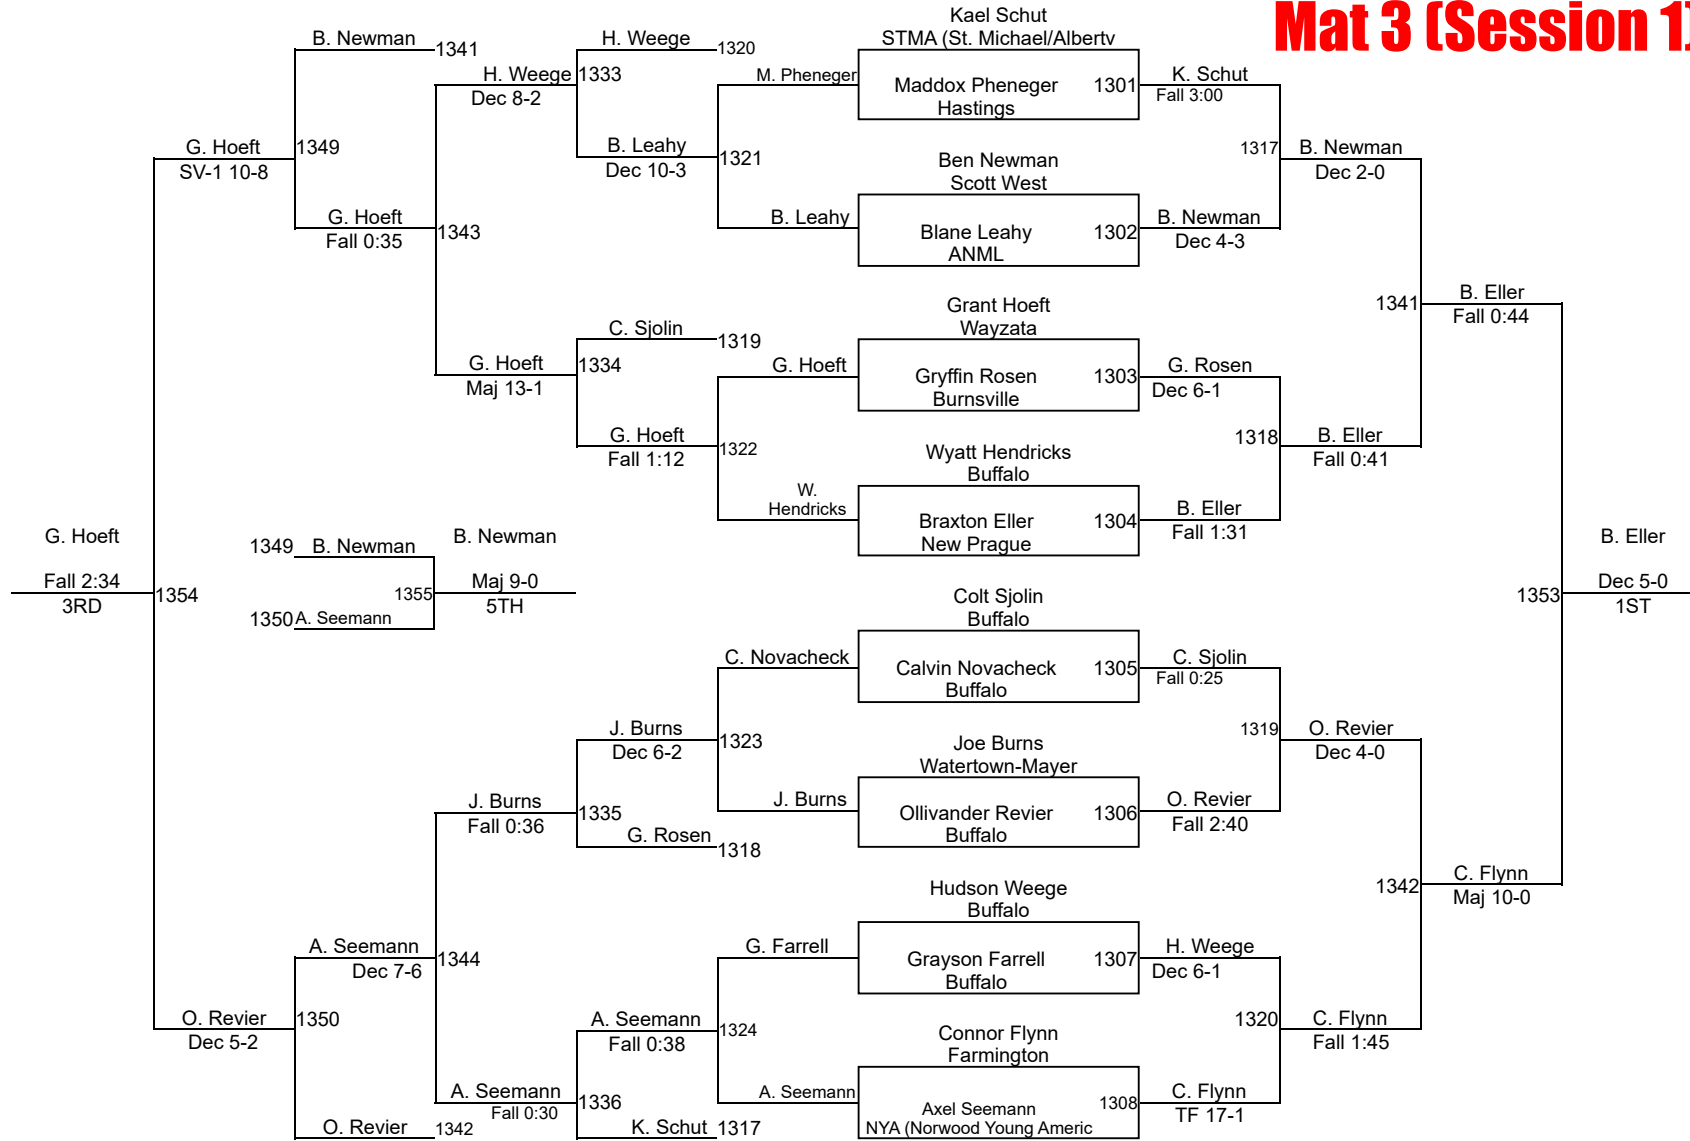 Mat 3 (Session 1)
Kael Schut
STMA (St. Michael/Albertv
B. Newman
1341
H. Weege
1320
H. Weege
1333
Dec 8-2
M. Pheneger
Maddox Pheneger
1301
Hastings
K. Schut
Fall 3:00
G. Hoeft
1349
SV-1 10-8
B. Leahy
Dec 10-3
1321
Ben Newman
Scott West
1317
B. Newman
Dec 2-0
G. Hoeft
Fall 0:35
1343
B. Leahy
Blane Leahy
1302
ANML
B. Newman
Dec 4-3
Grant Hoeft
Wayzata
1341
B. Eller
Fall 0:44
C. Sjolin
1319
G. Hoeft
1334
Maj 13-1
G. Hoeft
Gryffin Rosen
1303
Burnsville
G. Rosen
Dec 6-1
G. Hoeft
Fall 1:12
1322
Wyatt Hendricks
Buffalo
1318
B. Eller
Fall 0:41
W.
Hendricks
Braxton Eller
1304
New Prague
B. Eller
Fall 1:31
G. Hoeft
Fall 2:34
3RD
1354
1349
B. Newman
1355
1350
A. Seemann
B. Newman
Maj 9-0
5TH
Colt Sjolin
Buffalo
1353
B. Eller
Dec 5-0
1ST
C. Novacheck
Calvin Novacheck
1305
Buffalo
C. Sjolin
Fall 0:25
J. Burns
Dec 6-2
1323
Joe Burns
Watertown-Mayer
1319
O. Revier
Dec 4-0
J. Burns
Fall 0:36
1335
G. Rosen
1318
J. Burns
Ollivander Revier
1306
Buffalo
O. Revier
Fall 2:40
Hudson Weege
Buffalo
1342
C. Flynn
Maj 10-0
A. Seemann
Dec 7-6
1344
G. Farrell
Grayson Farrell
1307
Buffalo
H. Weege
Dec 6-1
O. Revier
Dec 5-2
1350
A. Seemann
Fall 0:38
1324
Connor Flynn
Farmington
1320
C. Flynn
Fall 1:45
A. Seemann
Fall 0:30
1336
A. Seemann
Axel Seemann
1308
NYA (Norwood Young Americ
C. Flynn
TF 17-1
O. Revier
1342
K. Schut
1317